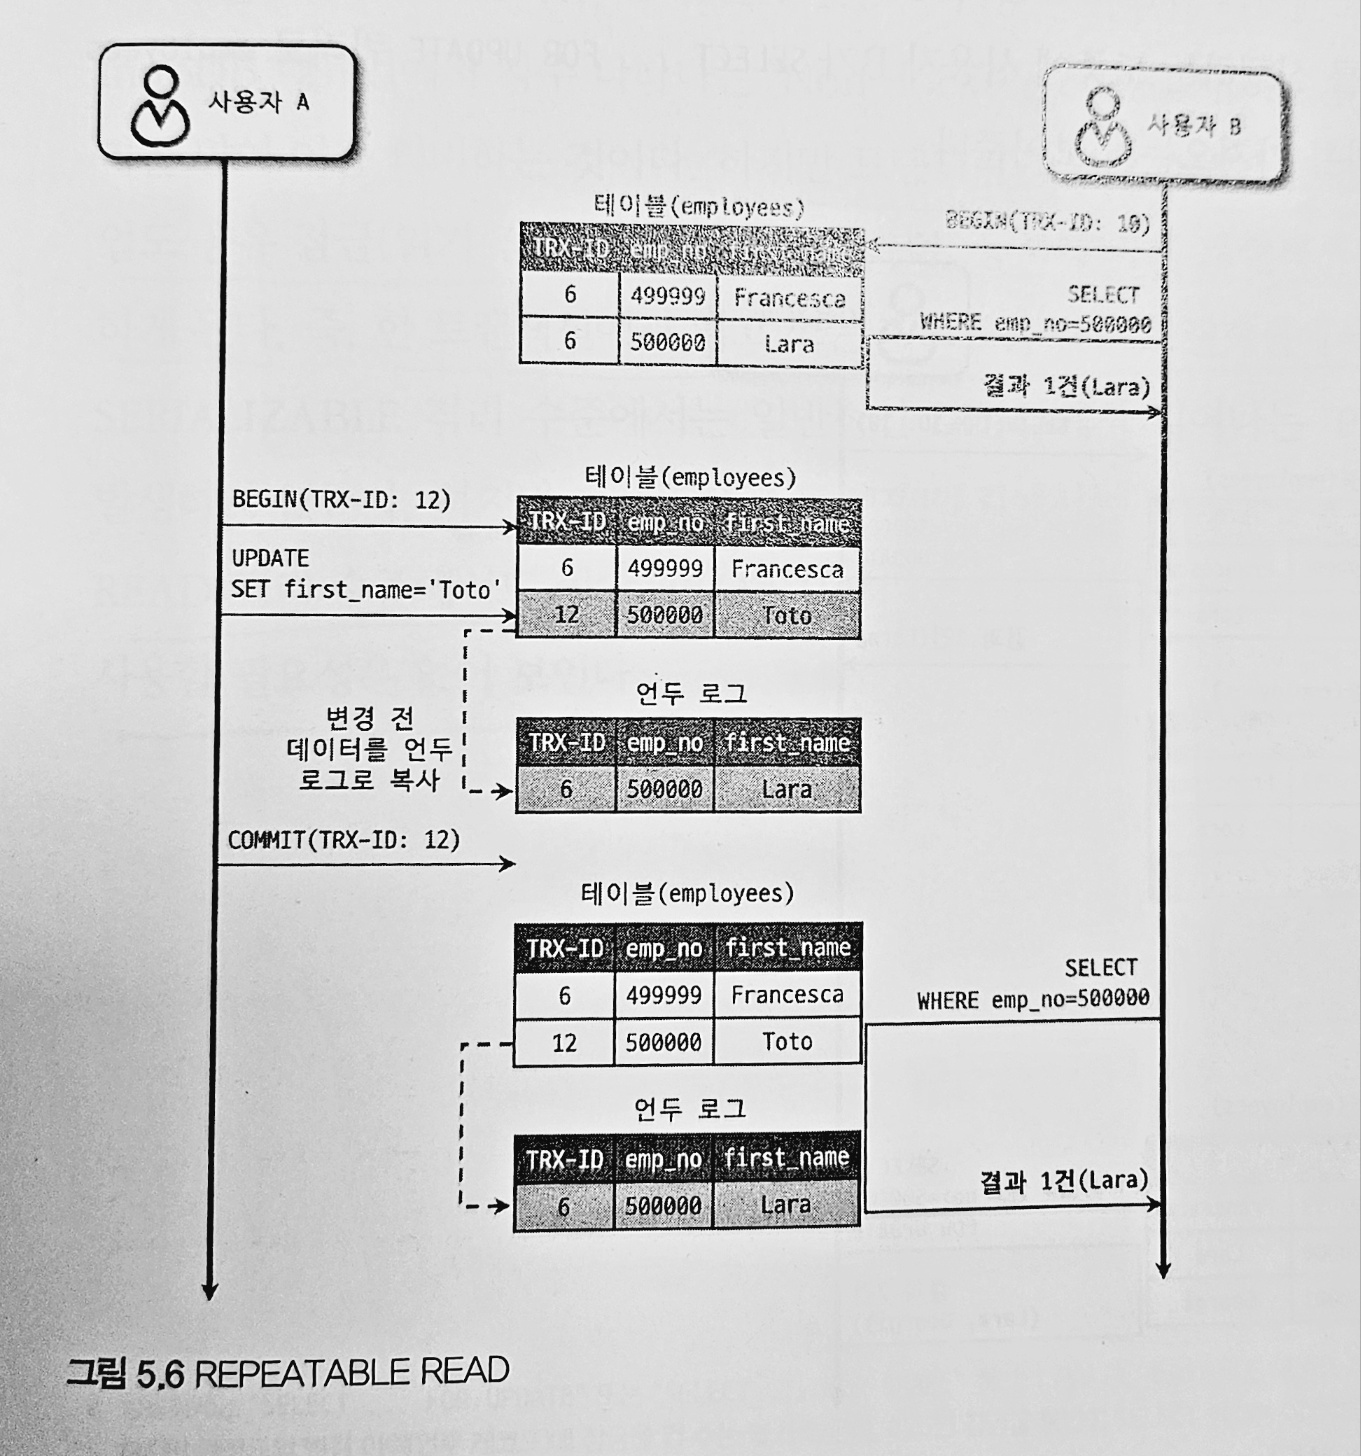 사용자 A
사용자 B
테이블(employees)
BEGIN(TRX-ID: 10)
TRX-ID emp_no first_name
6 499999 Francesca
6 500000 Lara
SELECT
WHERE emp_no=500000
결과 1건(Lara)
테이블(employees)
BEGIN(TRX-ID: 12)
TRX-ID emp_no first_name
UPDATE
SET first_name='Toto'
6 499999 Francesca
12 500000 Toto
언두 로그
변경 전
데이터를 언두
로그로 복사
TRX-ID emp_no first_name
6 500000 Lara
COMMIT(TRX-ID: 12)
테이블(employees)
TRX-ID emp_no first_name
6 499999 Francesca
12 500000 Toto
SELECT
WHERE emp_no=500000
언두 로그
TRX-ID emp_no first_name
6 500000 Lara
결과 1건(Lara)
그림 5.6 REPEATABLE READ